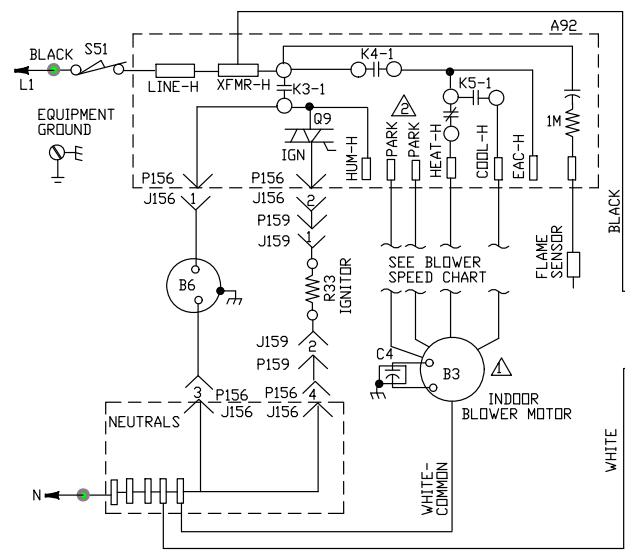 A92
BLACK
S51
L1
LINE-H
XFMR-H
K4-1
K3-1
K5-1
EQUIPMENT
GROUND
Q9
IGN
HUM-H
PARK
2
PARK
HEAT-H
COOL-H
EAC-H
1M
P156
J156
1
P156
J156
2
P159
J159
1
BLACK
FLAME
SENSOR
SEE BLOWER
SPEED CHART
B6
R33
IGNITOR
J159
2
P159
C4
B3
1
INDOOR
BLOWER MOTOR
3
P156
J156
P156
4
J156
NEUTRALS
N
WHITE-
COMMON
WHITE